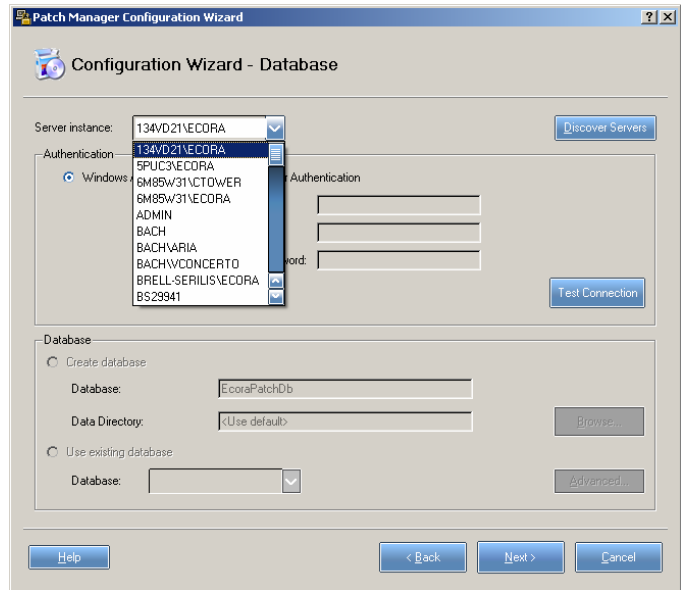 Patch Manager Configuration Wizard
Configuration Wizard - Database
Server instance: 134VD21\ECORA Discover Servers
134VD21\ECORA
Authentication
5PUC3\ECORA
Windows r Authentication
6M85W31\CTOWER
6M85W31\ECORA
ADMIN
BACH
BACH\ARIA
BACH\VCONCERTO
word:
BRELL-SERILIS\ECORA
BS29941
Test Connection
Database
Create database
Database: EcoraPatchDb
Data Directory: <Use default> Browse...
Use existing database
Database: Advanced...
Help < Back Next > Cancel